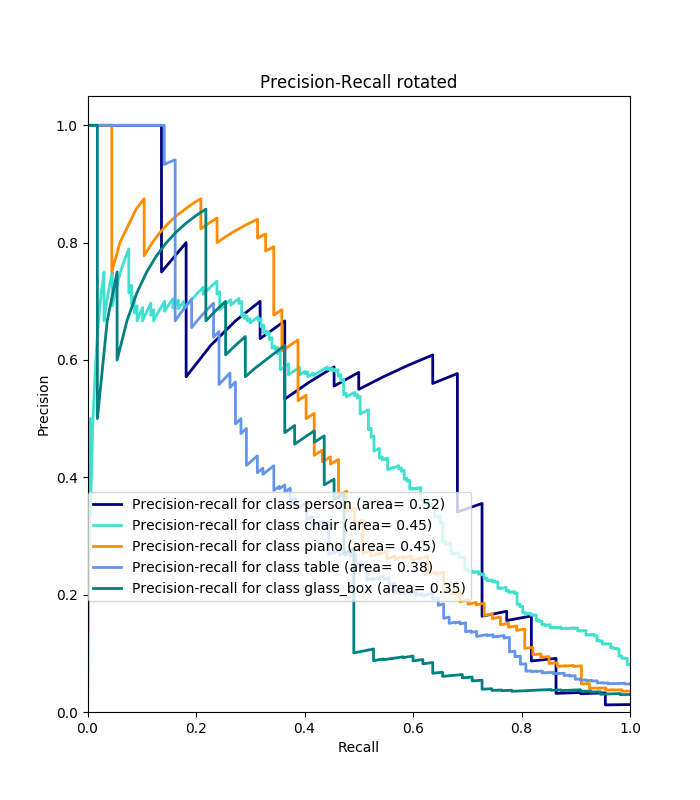 Precision-Recall rotated
1.0
0.8
0.6
0.4
0.2
0.0
Precision
Precision-recall for class person (area= 0.52)
Precision-recall for class chair (area= 0.45)
Precision-recall for class piano (area= 0.45)
Precision-recall for class table (area= 0.38)
Precision-recall for class glass_box (area= 0.35)
0.0 0.2 0.4 0.6 0.8 1.0
Recall